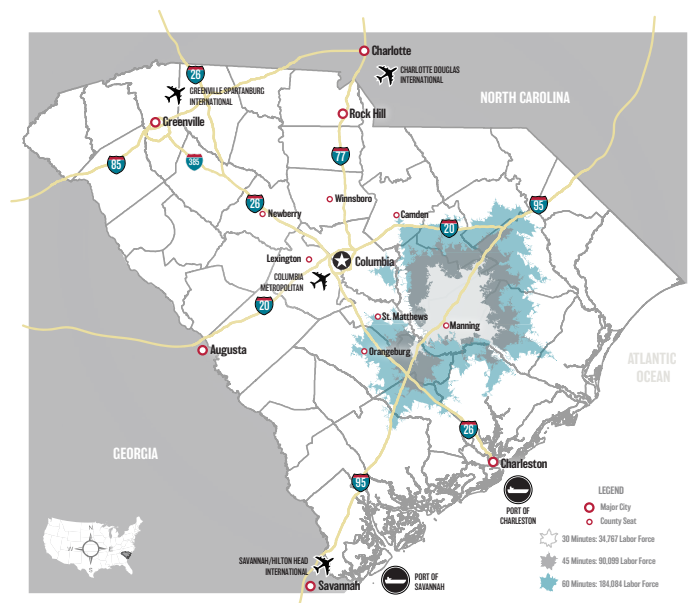 Charlotte
26
CHARLOTTE DOUGLAS
INTERNATIONAL
GREENVILLE SPARTANBURG
INTERNATIONAL
NORTH CAROLINA
Rock Hill
Greenville
77
85
385
95
26
Winnsboro
Newberry
Camden
20
Lexington
Columbia
COLUMBIA
METROPOLITAN
20
St. Matthews
Manning
Augusta
Orangeburg
ATLANTIC
OCEAN
26
GEORGIA
Charleston
95
LEGEND
Major City
County Seat
PORT OF
CHARLESTON
30 Minutes: 34,767 Labor Force
45 Minutes: 90,099 Labor Force
60 Minutes: 184,084 Labor Force
N
W
E
S
SAVANNAH/HILTON HEAD
INTERNATIONAL
Savannah
PORT OF
SAVANNAH